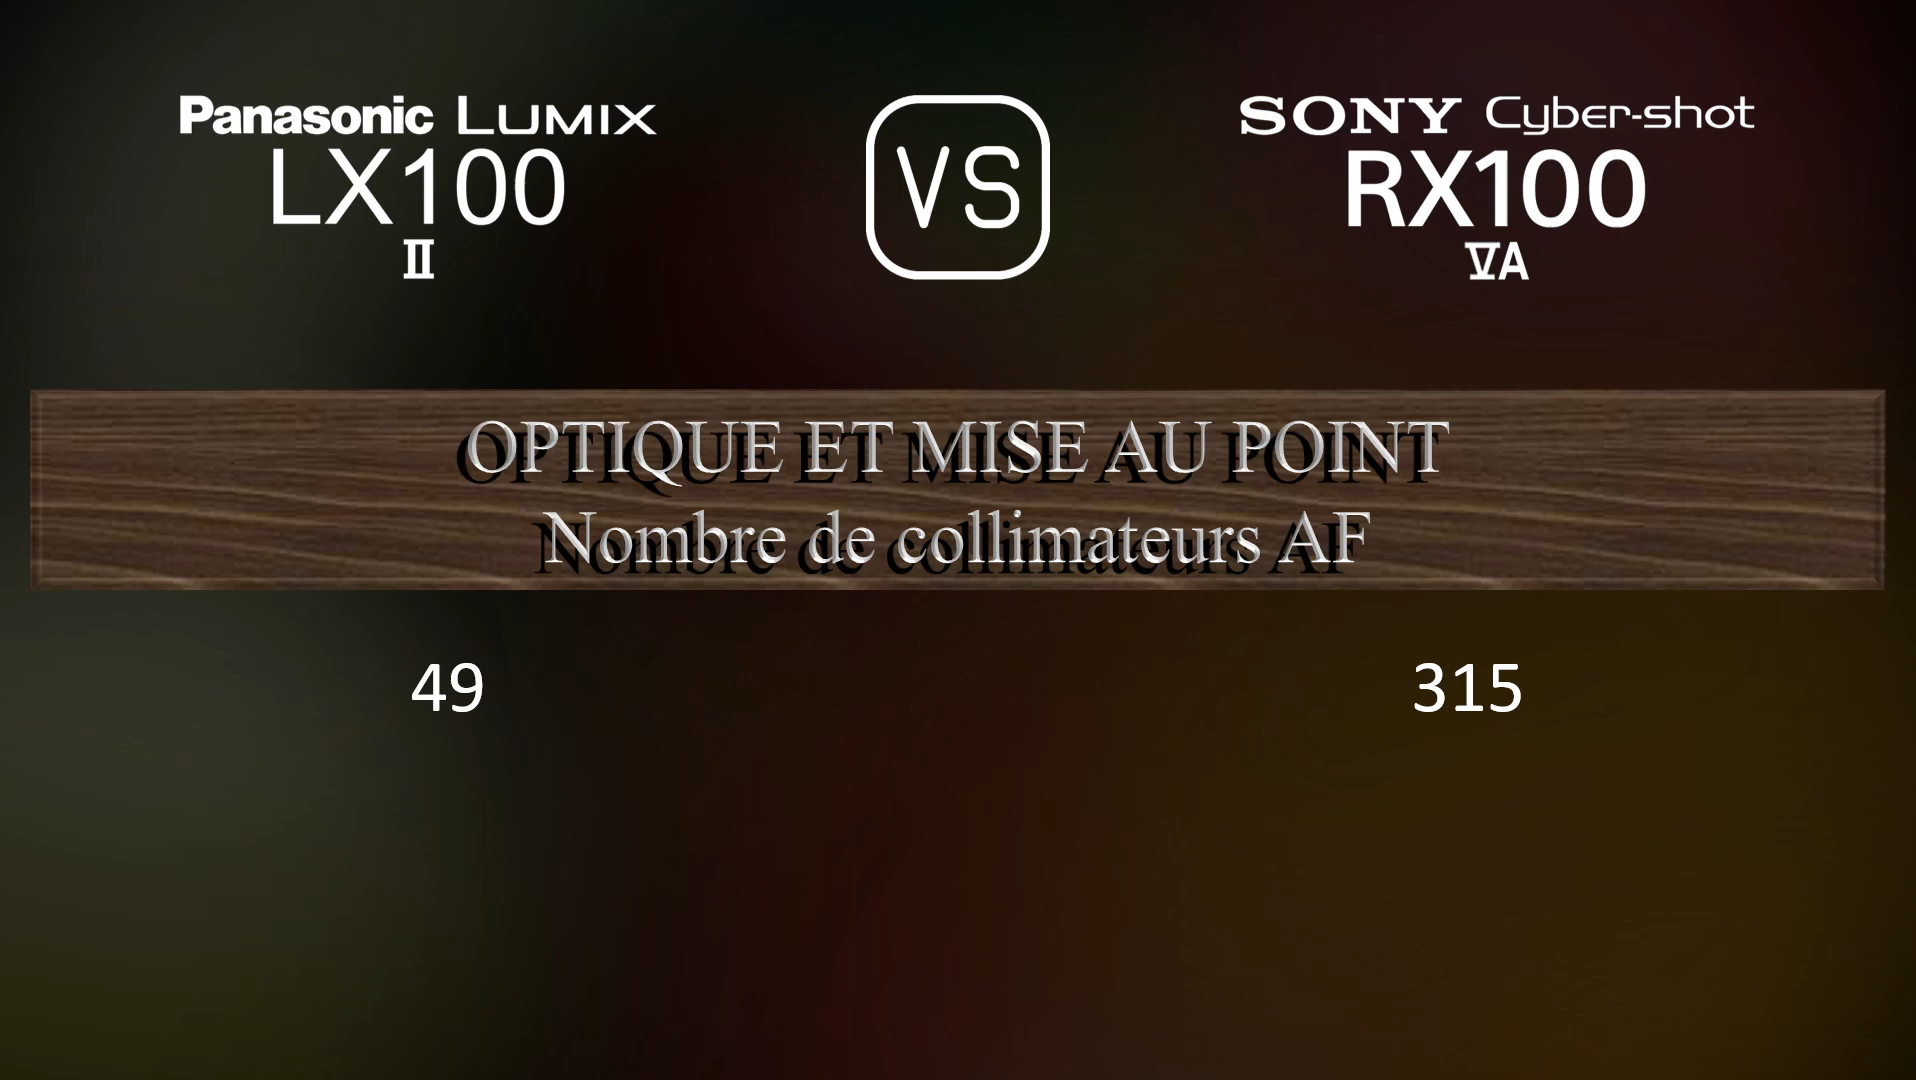 Panasonic LUMIX
LX100
II
VS
SONY Cyber-shot
RX100
VA
OPTIQUE ET MISE AU POINT
Nombre de collimateurs AF
49
315